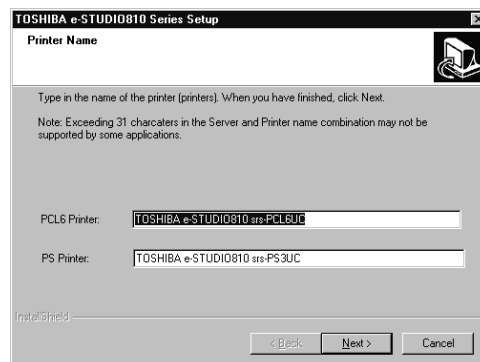 TOSHIBA e-STUDIO810 Series Setup
Printer Name
Type in the name of the printer (printers). When you have finished, click Next.
Note: Exceeding 31 charcaters in the Server and Printer name combination may not be
supported by some applications.
PCL6 Printer: TOSHIBA e-STUDIO810 srs-PCL6UC
PS Printer: TOSHIBA e-STUDIO810 srs-PS3UC
InstallShield
< Back Next > Cancel